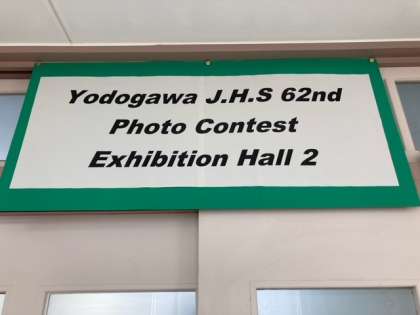 Yodogawa J.H.S 62nd
Photo Contest
Exhibition Hall 2